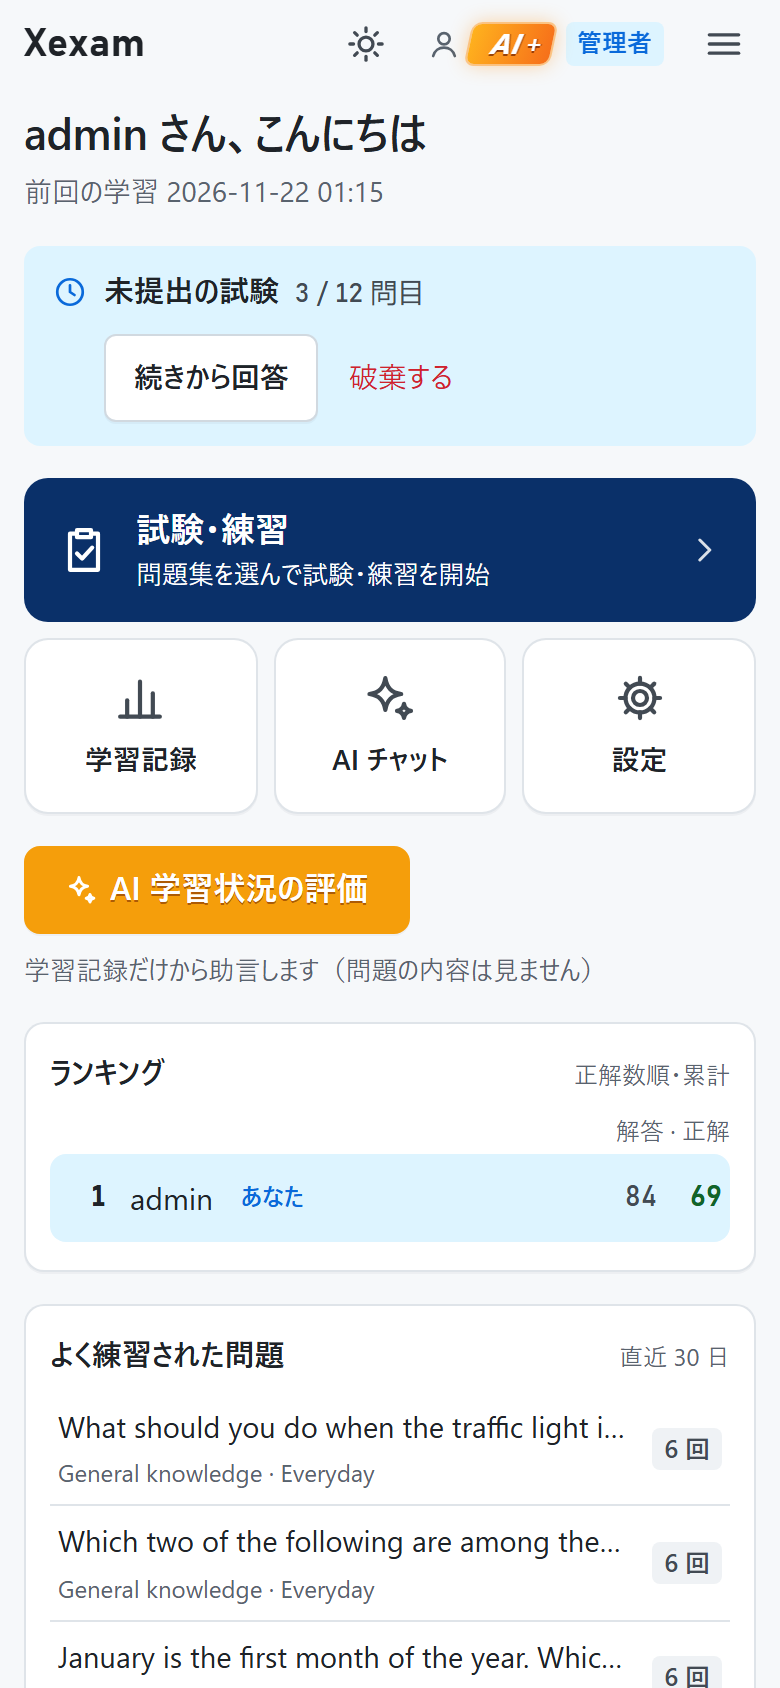 Xexam
AI+
管理者
admin さん、こんにちは
前回の学習 2026-11-22 01:15
未提出の試験 3 / 12 問目
続きから回答
破棄する
試験・練習
問題集を選んで試験・練習を開始
学習記録
AI チャット
設定
AI 学習状況の評価
学習記録だけから助言します（問題の内容は見ません）
ランキング
正解数順・累計
解答 · 正解
1 admin あなた 84 69
よく練習された問題
直近 30 日
What should you do when the traffic light i...
General knowledge · Everyday
6 回
Which two of the following are among the...
General knowledge · Everyday
6 回
January is the first month of the year. Whic...
6 回